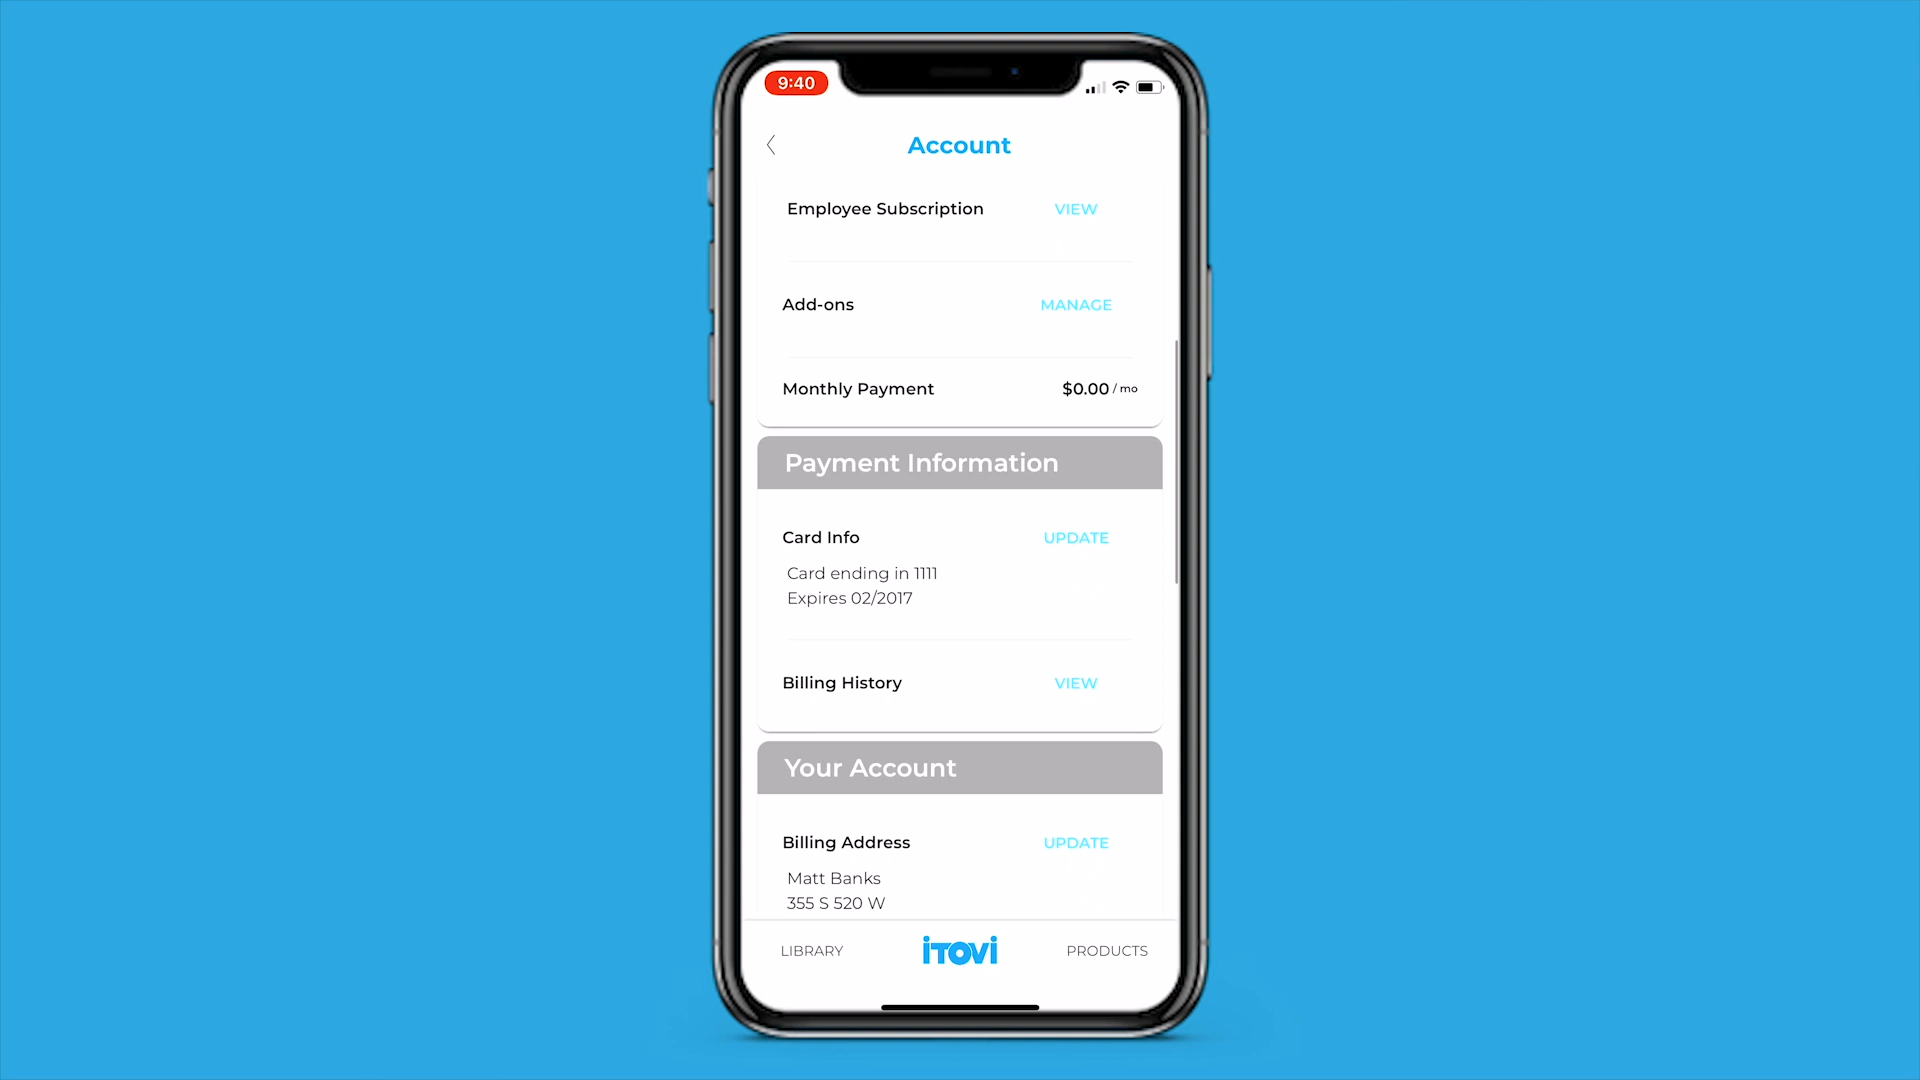 9:40
Account
Employee Subscription VIEW
Add-ons MANAGE
Monthly Payment $0.00 / mo
Payment Information
Card Info UPDATE
Card ending in 1111
Expires 02/2017
Billing History VIEW
Your Account
Billing Address UPDATE
Matt Banks
355 S 520 W
LIBRARY iTOVi PRODUCTS